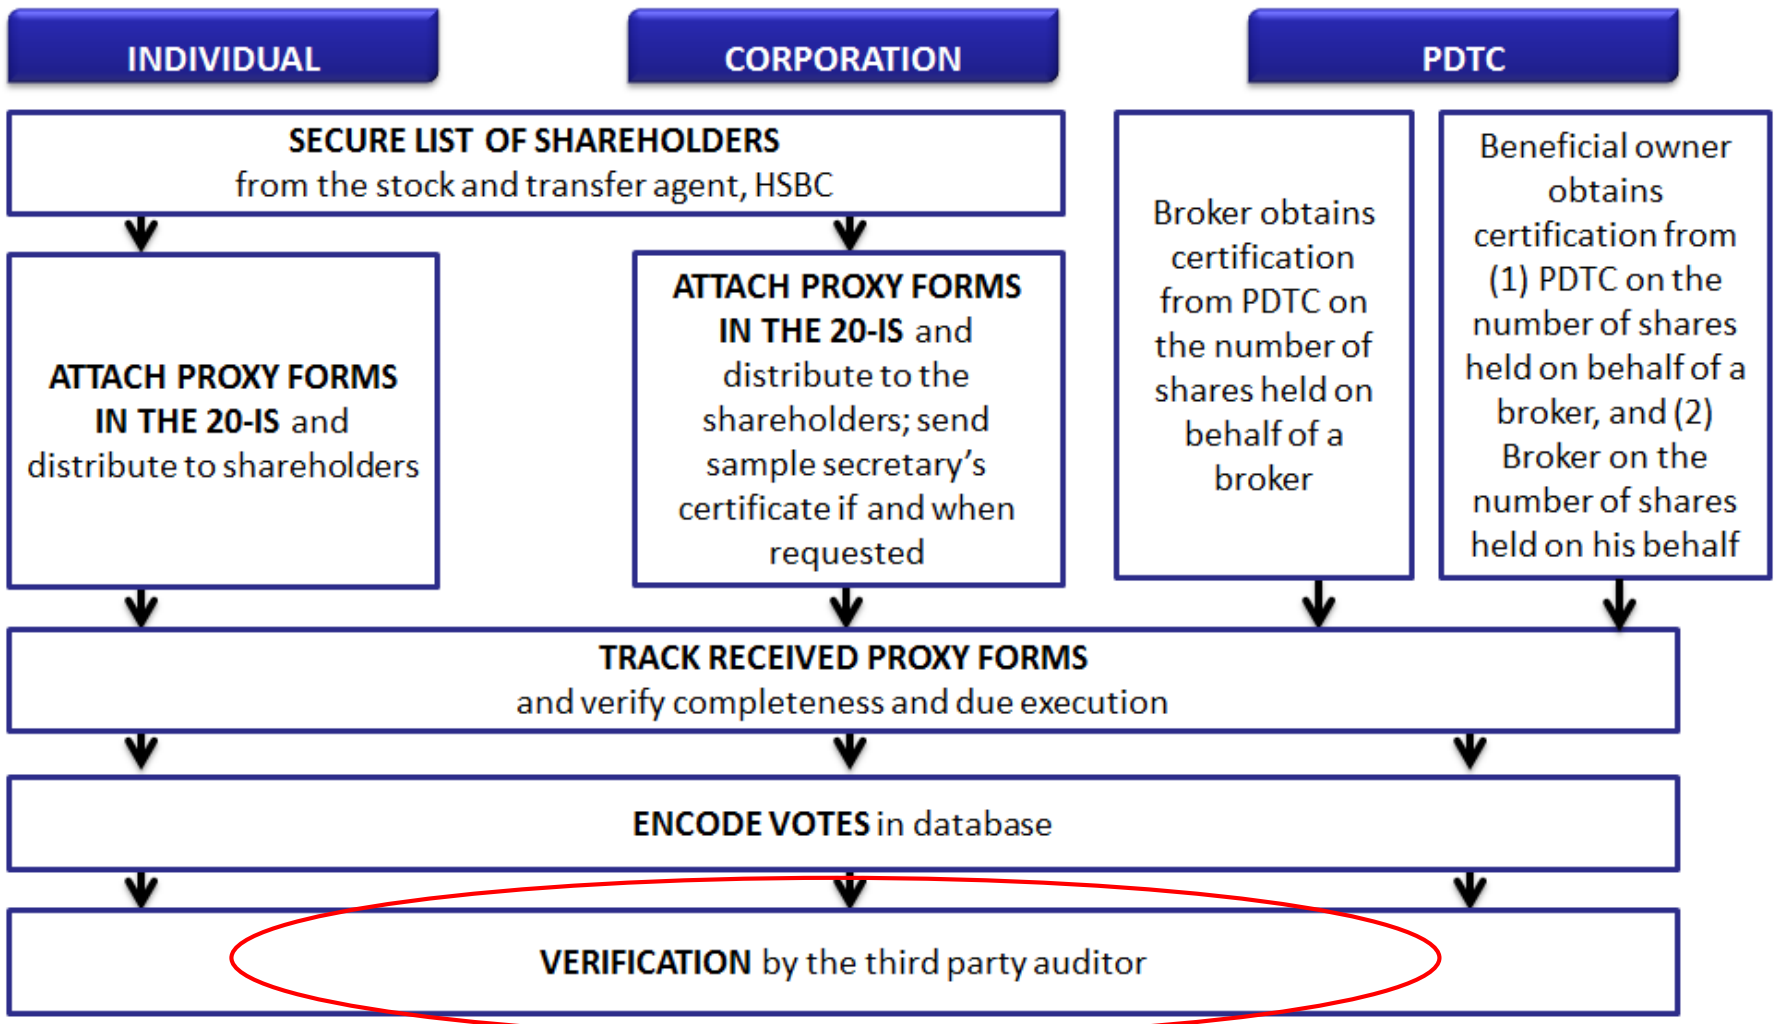 INDIVIDUAL
CORPORATION
PDTC
SECURE LIST OF SHAREHOLDERS
from the stock and transfer agent, HSBC
ATTACH PROXY FORMS
IN THE 20-IS and
distribute to shareholders
ATTACH PROXY FORMS
IN THE 20-IS and
distribute to the
shareholders; send
sample secretary’s
certificate if and when
requested
Broker obtains
certification
from PDTC on
the number of
shares held on
behalf of a
broker
Beneficial owner
obtains
certification from
(1) PDTC on the
number of shares
held on behalf of a
broker, and (2)
Broker on the
number of shares
held on his behalf
TRACK RECEIVED PROXY FORMS
and verify completeness and due execution
ENCODE VOTES in database
VERIFICATION by the third party auditor